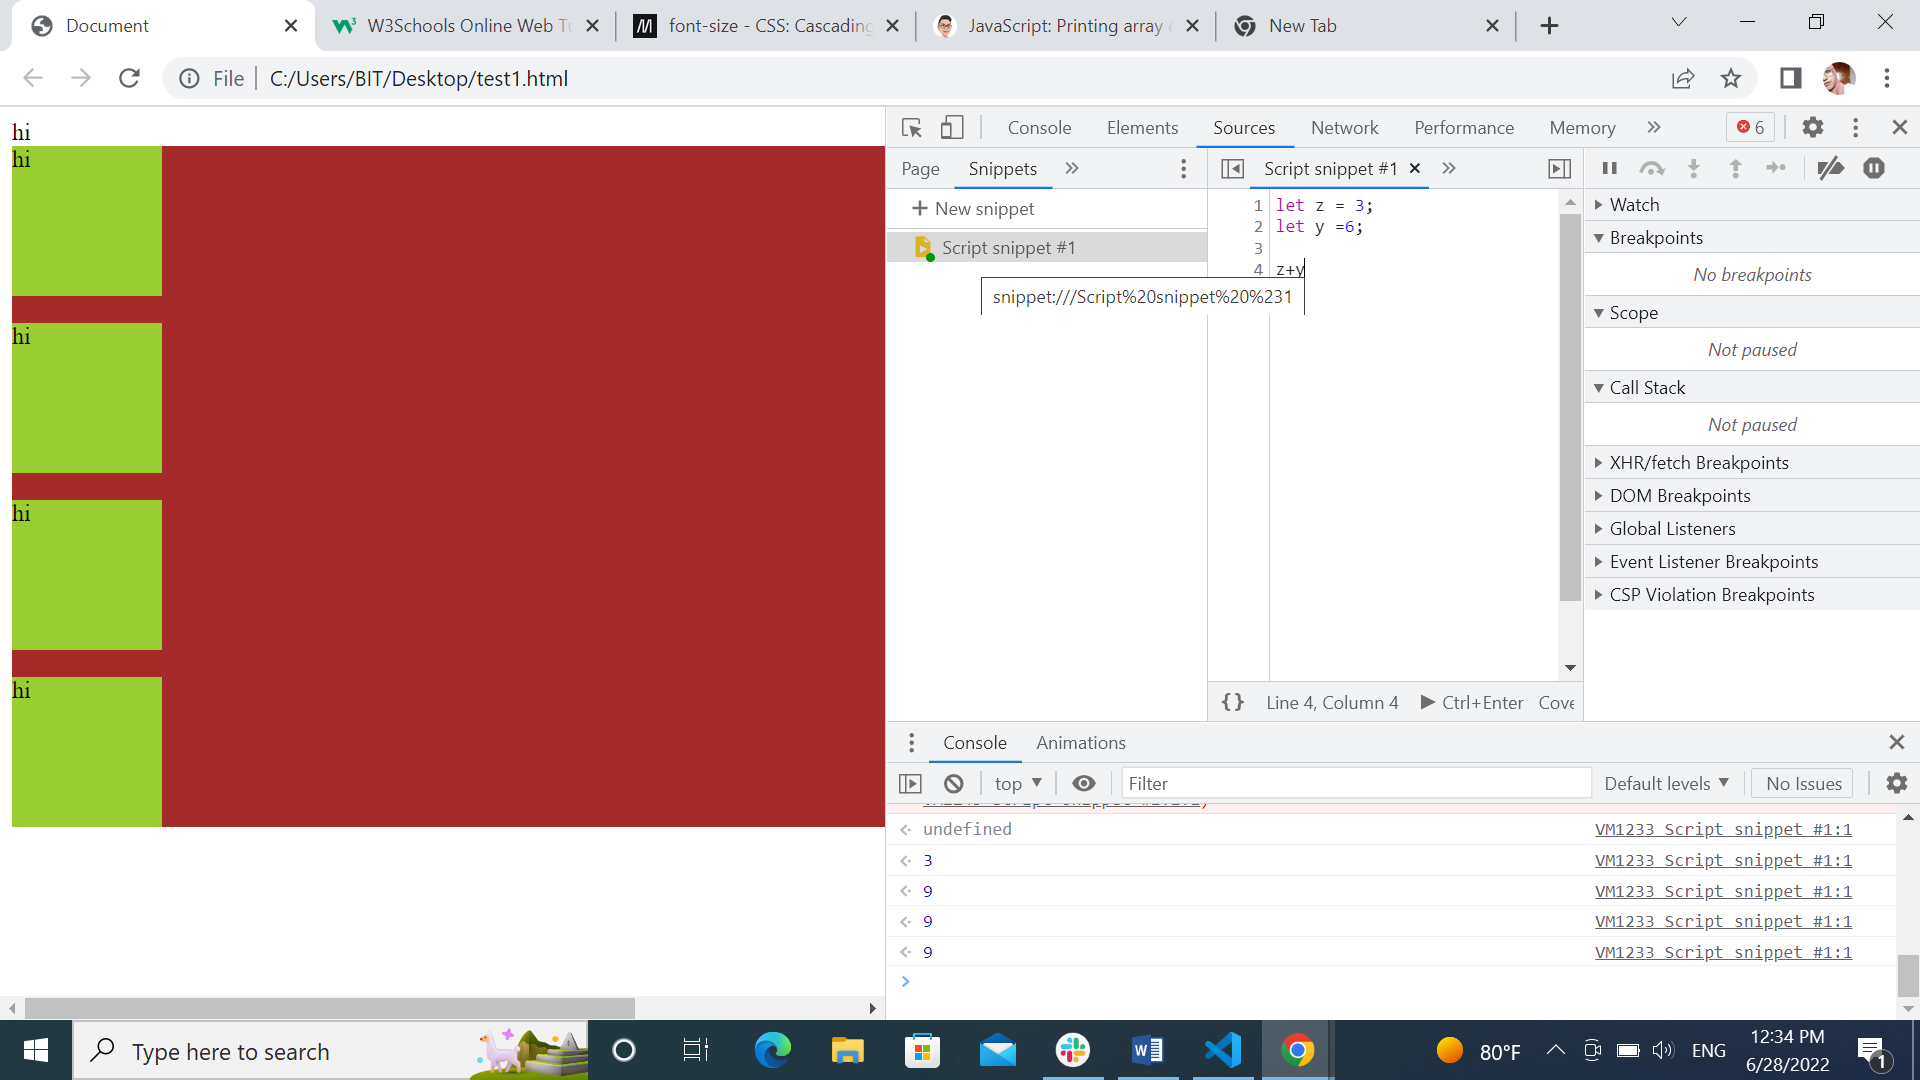 Document
W3Schools Online Web Tu
font-size - CSS: Cascading
JavaScript: Printing array e
New Tab
File
C:/Users/BIT/Desktop/test1.html
hi
hi
hi
hi
hi
Console Elements Sources Network Performance Memory
6
Page Snippets
New snippet
Script snippet #1
Script snippet #1
1 let z = 3;
2 let y =6;
3
4 z+y
snippet:///Script%20snippet%20%231
{} Line 4, Column 4 Ctrl+Enter Cove
Watch
Breakpoints
No breakpoints
Scope
Not paused
Call Stack
Not paused
XHR/fetch Breakpoints
DOM Breakpoints
Global Listeners
Event Listener Breakpoints
CSP Violation Breakpoints
Console Animations
top Filter Default levels No Issues
undefined VM1233 Script snippet #1:1
3 VM1233 Script snippet #1:1
9 VM1233 Script snippet #1:1
9 VM1233 Script snippet #1:1
9 VM1233 Script snippet #1:1
Type here to search
80°F
ENG
12:34 PM
6/28/2022
1